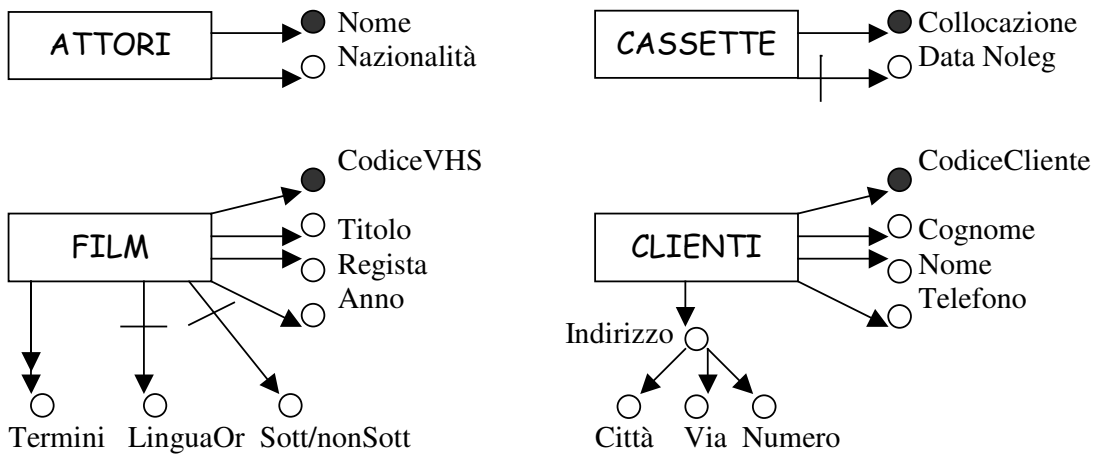 ATTORI
Nome
Nazionalità
CASSETTE
Collocazione
Data Noleg
FILM
CodiceVHS
Titolo
Regista
Anno
Termini
LinguaOr
Sott/nonSott
CLIENTI
CodiceCliente
Cognome
Nome
Telefono
Indirizzo
Città
Via
Numero